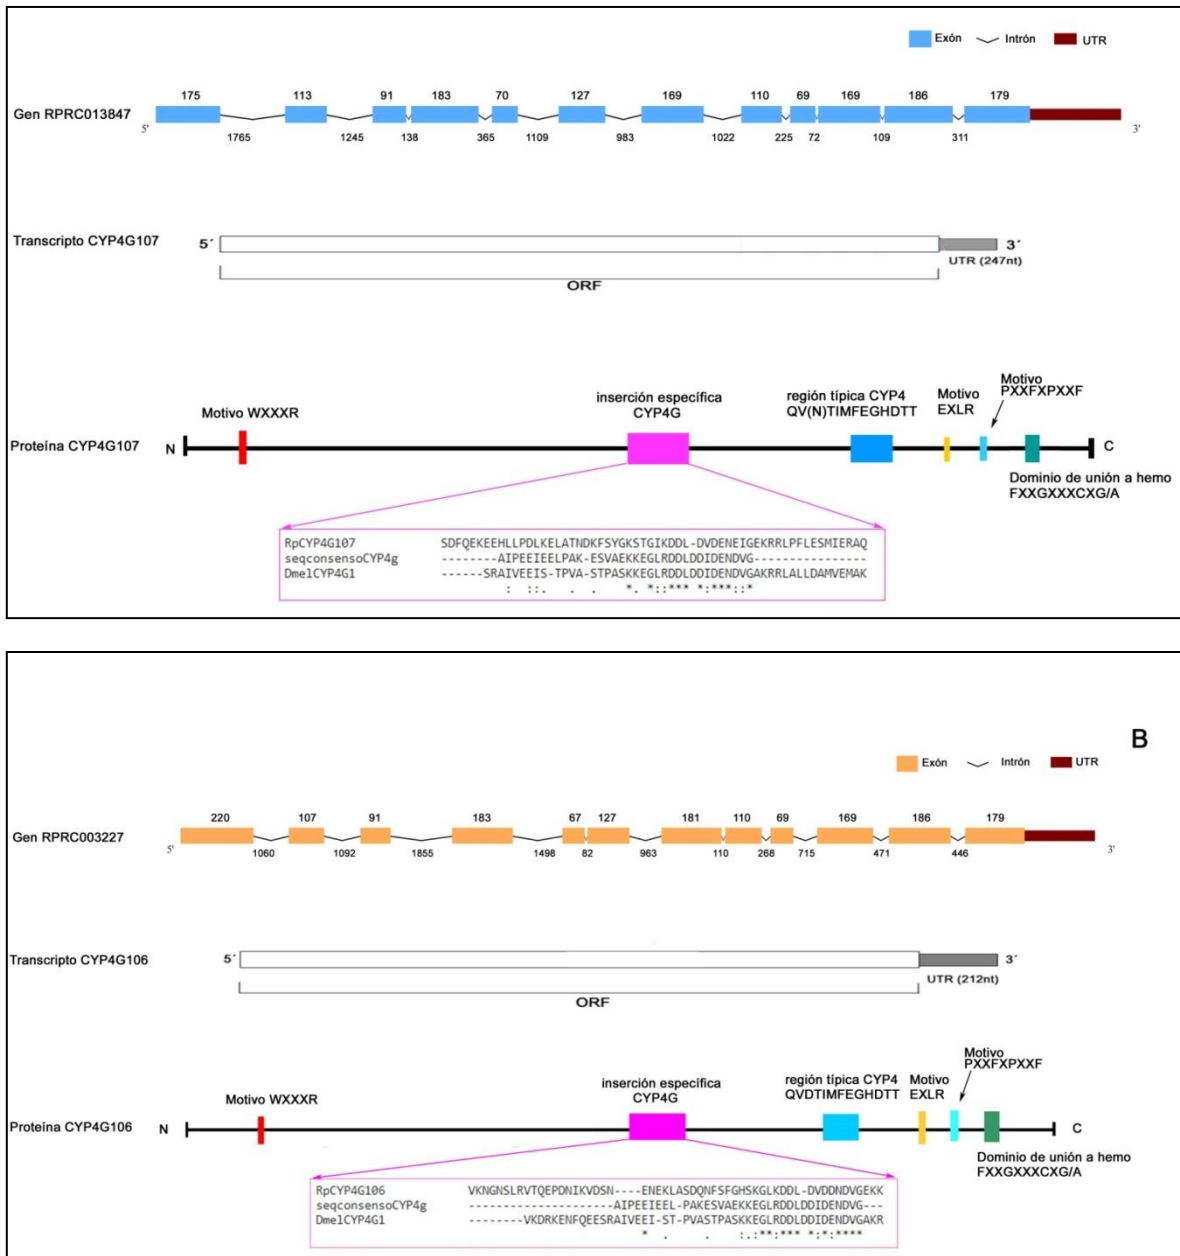 Exón Intrón UTR
175 113 91 183 70 127 169 110 69 169 186 179
Gen RPRC013847
5' 3'
1765 1245 138 365 1109 983 1022 225 72 109 311
Transcripto CYP4G107 5´ 3´
UTR (247nt)
ORF
Motivo WXXXR
inserción específica
CYP4G
región típica CYP4
QV(N)TIMFEGHDTT
Motivo
EXLR
Motivo
PXXFXPXXF
Proteína CYP4G107 N C
Dominio de unión a hemo
FXXGXXXCXG/A
RpCYP4G107 SDFQEKEEHLLPDLKELATNDKFSYGKSTGIKDDL-DVDENEIGEKRRLPFLESMIERAQ
seqconsensoCYP4g --------AIPEEIEELPAK-ESVAEKKEGLRDDLDDIDENDVG----------------
DmelCYP4G1 ------SRAIVEEIS-TPVA-STPASKKEGLRDDLDDIDENDVGAKRRLALLDAMVEMAK
: ::. . . *. *::*** *:***::*
B
Exón Intrón UTR
220 107 91 183 67 127 181 110 69 169 186 179
Gen RPRC003227
5' 3'
1060 1092 1855 1498 82 963 110 268 715 471 446
Transcripto CYP4G106 5´ 3´
UTR (212nt)
ORF
Motivo WXXXR
inserción específica
CYP4G
región típica CYP4
QVDTIMFEGHDTT
Motivo
EXLR
Motivo
PXXFXPXXF
Proteína CYP4G106 N C
Dominio de unión a hemo
FXXGXXXCXG/A
RpCYP4G106 VKNGNSLRVTQEPDNIKVDSN----ENEKLASDQNFSFGHSKGLKDDL-DVDDNDVGEKK
seqconsensoCYP4g --------------------AIPEEIEEL-PAKESVAEKKEGLRDDLDDIDENDVG---
DmelCYP4G1 --------VKDRKENFQEESRAIVEEIS-TPVASTPASKKEGLRDDLDDIDENDVGAKR
* . . :.:**:*** *:*:****